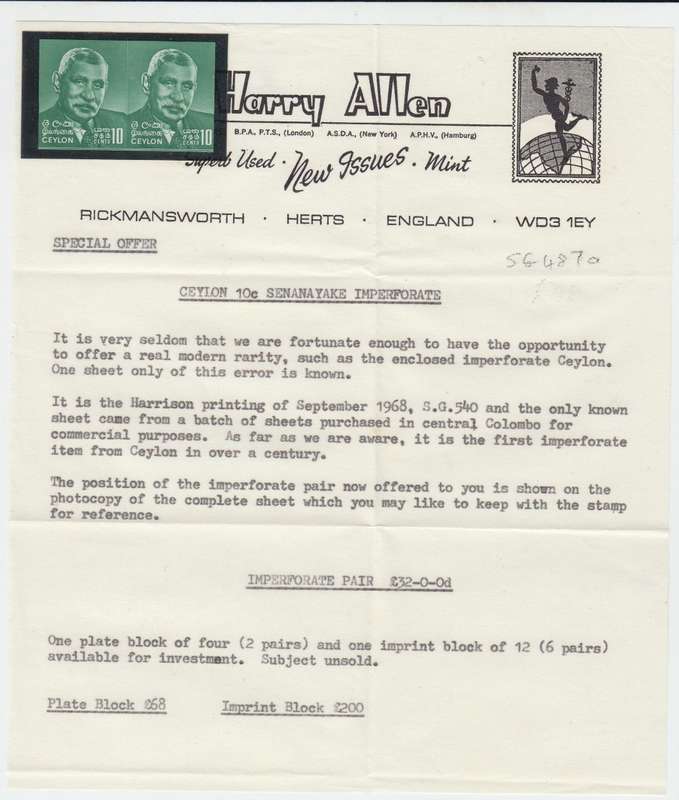 ලංකා
இலங்கை
CEYLON
සත
சதம்
CENTS
10
ලංකා
இலங்கை
CEYLON
සත
சதம்
CENTS
10
Harry Allen
B.P.A., P.T.S., (London) A.S.D.A., (New York) A.P.H.V., (Hamburg)
Superb Used · New Issues · Mint
RICKMANSWORTH · HERTS · ENGLAND · WD3 1EY
SPECIAL OFFER
SG 487a
CEYLON 10c SENANAYAKE IMPERFORATE
It is very seldom that we are fortunate enough to have the opportunity
to offer a real modern rarity, such as the enclosed imperforate Ceylon.
One sheet only of this error is known.
It is the Harrison printing of September 1968, S.G.540 and the only known
sheet came from a batch of sheets purchased in central Colombo for
commercial purposes. As far as we are aware, it is the first imperforate
item from Ceylon in over a century.
The position of the imperforate pair now offered to you is shown on the
photocopy of the complete sheet which you may like to keep with the stamp
for reference.
IMPERFORATE PAIR £32-0-0d
One plate block of four (2 pairs) and one imprint block of 12 (6 pairs)
available for investment. Subject unsold.
Plate Block £68 Imprint Block £200